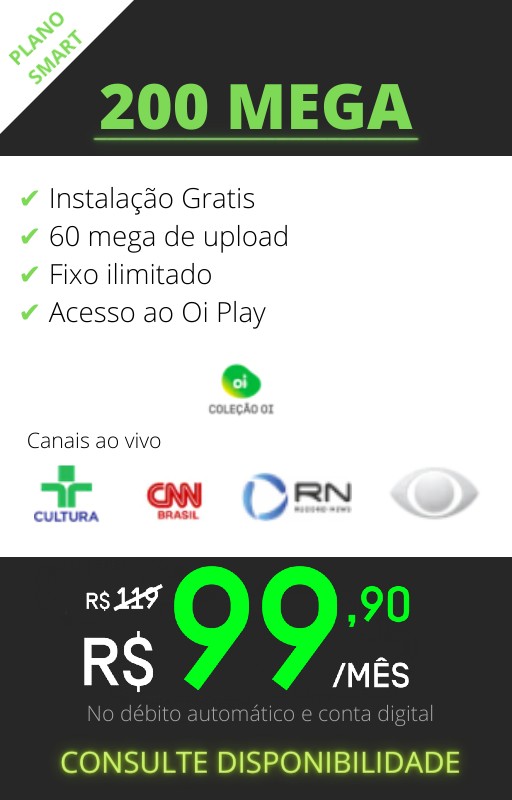 PLANO
SMART
200 MEGA
✔ Instalação Gratis
✔ 60 mega de upload
✔ Fixo ilimitado
✔ Acesso ao Oi Play
oi
COLEÇÃO OI
Canais ao vivo
CULTURA
CNN
BRASIL
RN
RECORD NEWS
R$ 119
R$ 99,90
/MÊS
No débito automático e conta digital
CONSULTE DISPONIBILIDADE